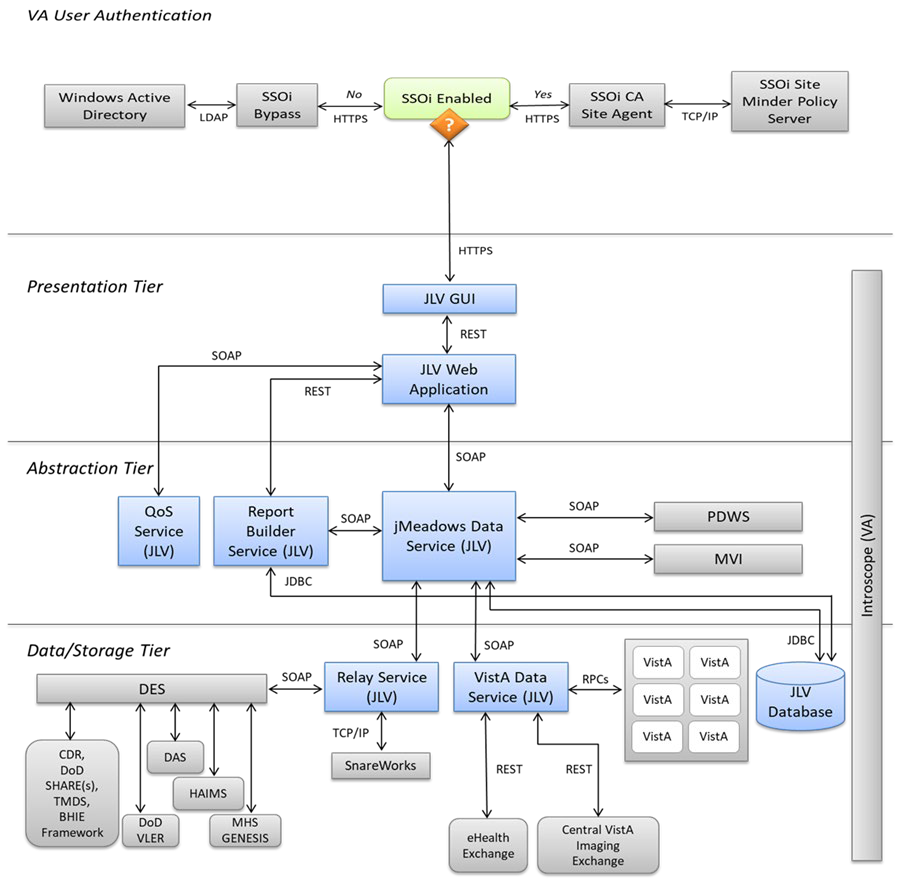 VA User Authentication
Windows Active
Directory
LDAP
SSOi
Bypass
No
HTTPS
SSOi Enabled
?
Yes
HTTPS
SSOi CA
Site Agent
TCP/IP
SSOi Site
Minder Policy
Server
HTTPS
Presentation Tier
JLV GUI
REST
SOAP
JLV Web
Application
REST
SOAP
Abstraction Tier
QoS
Service
(JLV)
Report
Builder
Service (JLV)
SOAP
jMeadows Data
Service (JLV)
SOAP
PDWS
SOAP
MVI
Introscope (VA)
JDBC
Data/Storage Tier
SOAP
SOAP
JDBC
DES
SOAP
Relay Service
(JLV)
VistA Data
Service (JLV)
RPCs
VistA
VistA
VistA
VistA
VistA
VistA
JLV
Database
TCP/IP
SnareWorks
CDR,
DoD
SHARE(s),
TMDS,
BHIE
Framework
DAS
HAIMS
DoD
VLER
MHS
GENESIS
REST
REST
eHealth
Exchange
Central VistA
Imaging
Exchange